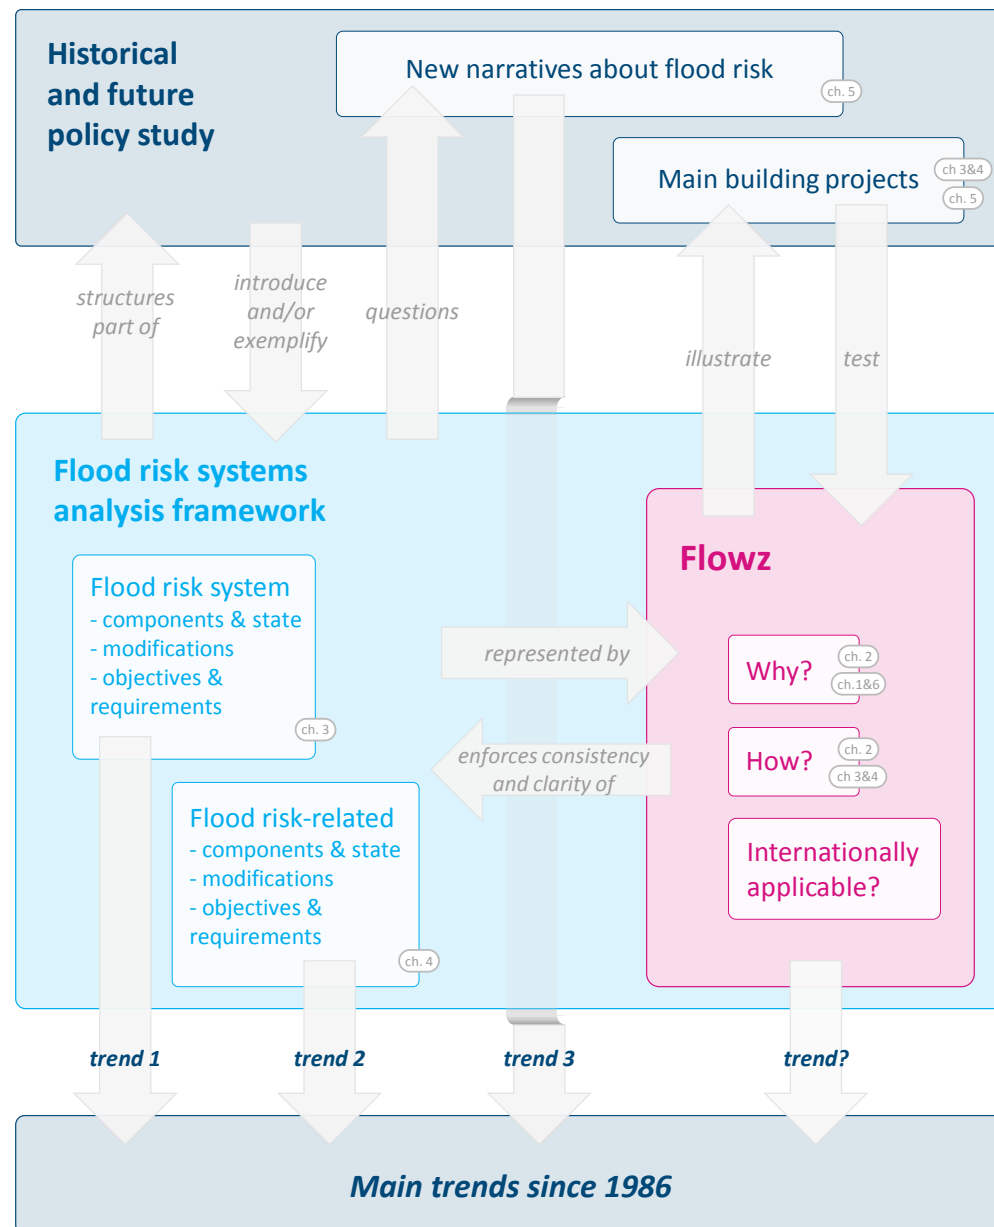 Historical
and future
policy study
New narratives about flood risk
ch. 5
Main building projects
ch 3&4
ch. 5
structures
part of
introduce
and/or
exemplify
questions
illustrate
test
Flood risk systems
analysis framework
Flood risk system
- components & state
- modifications
- objectives &
requirements
ch. 3
Flood risk-related
- components & state
- modifications
- objectives &
requirements
ch. 4
represented by
enforces consistency
and clarity of
Flowz
Why?
ch. 2
ch.1&6
How?
ch. 2
ch 3&4
Internationally
applicable?
trend 1
trend 2
trend 3
trend?
Main trends since 1986